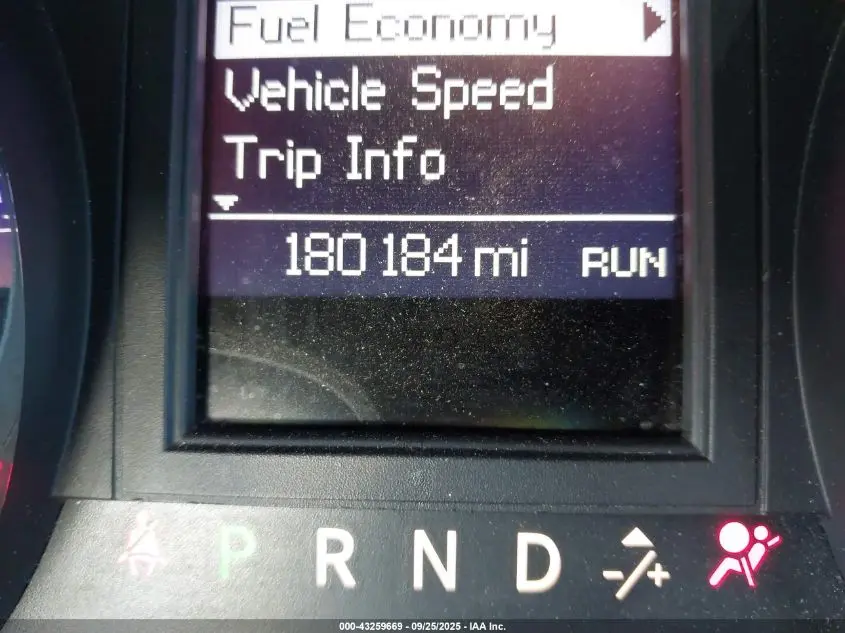 Fuel Economy
Vehicle Speed
Trip Info
180 184 mi RUN
P R N D -/+
000-43259669 - 09/25/2025 - IAA Inc.